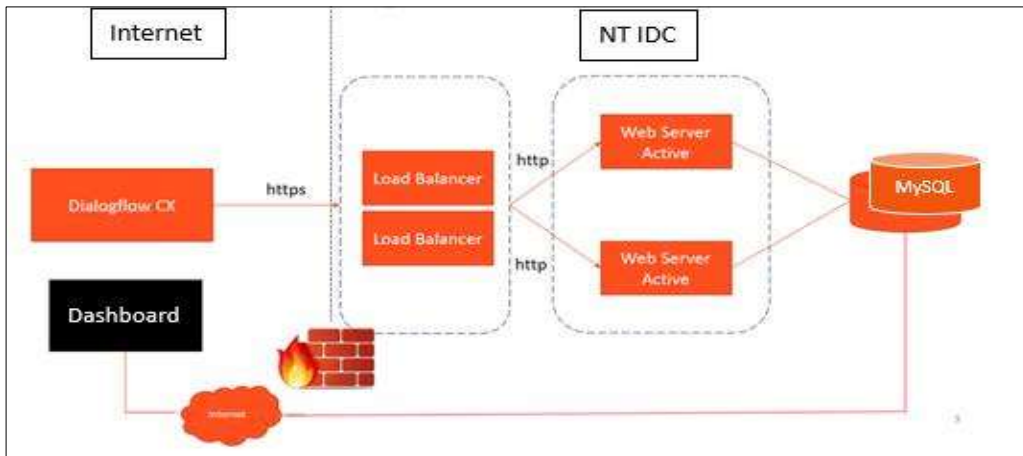 Internet
NT IDC
Web Server
Active
http
Load Balancer
https
Dialogflow CX
MySQL
Load Balancer
http
Web Server
Active
Dashboard
Internet